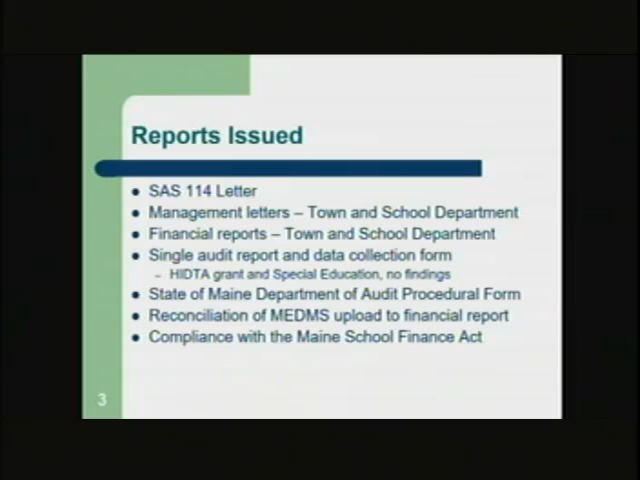 Reports Issued
● SAS 114 Letter
● Management letters – Town and School Department
● Financial reports – Town and School Department
● Single audit report and data collection form
– HIDTA grant and Special Education, no findings
● State of Maine Department of Audit Procedural Form
● Reconciliation of MEDMS upload to financial report
● Compliance with the Maine School Finance Act
3